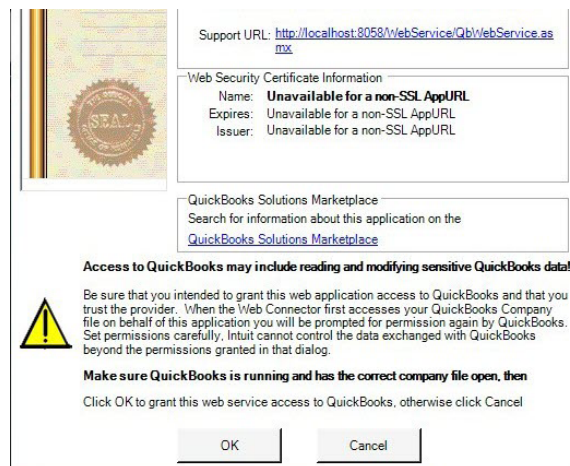 Support URL: http://localhost:8058/WebService/QbWebService.as
mx
Web Security Certificate Information
Name: Unavailable for a non-SSL AppURL
Expires: Unavailable for a non-SSL AppURL
Issuer: Unavailable for a non-SSL AppURL
SEAL
QuickBooks Solutions Marketplace
Search for information about this application on the
QuickBooks Solutions Marketplace
Access to QuickBooks may include reading and modifying sensitive QuickBooks data!
Be sure that you intended to grant this web application access to QuickBooks and that you
trust the provider. When the Web Connector first accesses your QuickBooks Company
file on behalf of this application you will be prompted for permission again by QuickBooks.
Set permissions carefully, Intuit cannot control the data exchanged with QuickBooks
beyond the permissions granted in that dialog.
Make sure QuickBooks is running and has the correct company file open, then
Click OK to grant this web service access to QuickBooks, otherwise click Cancel
OK Cancel